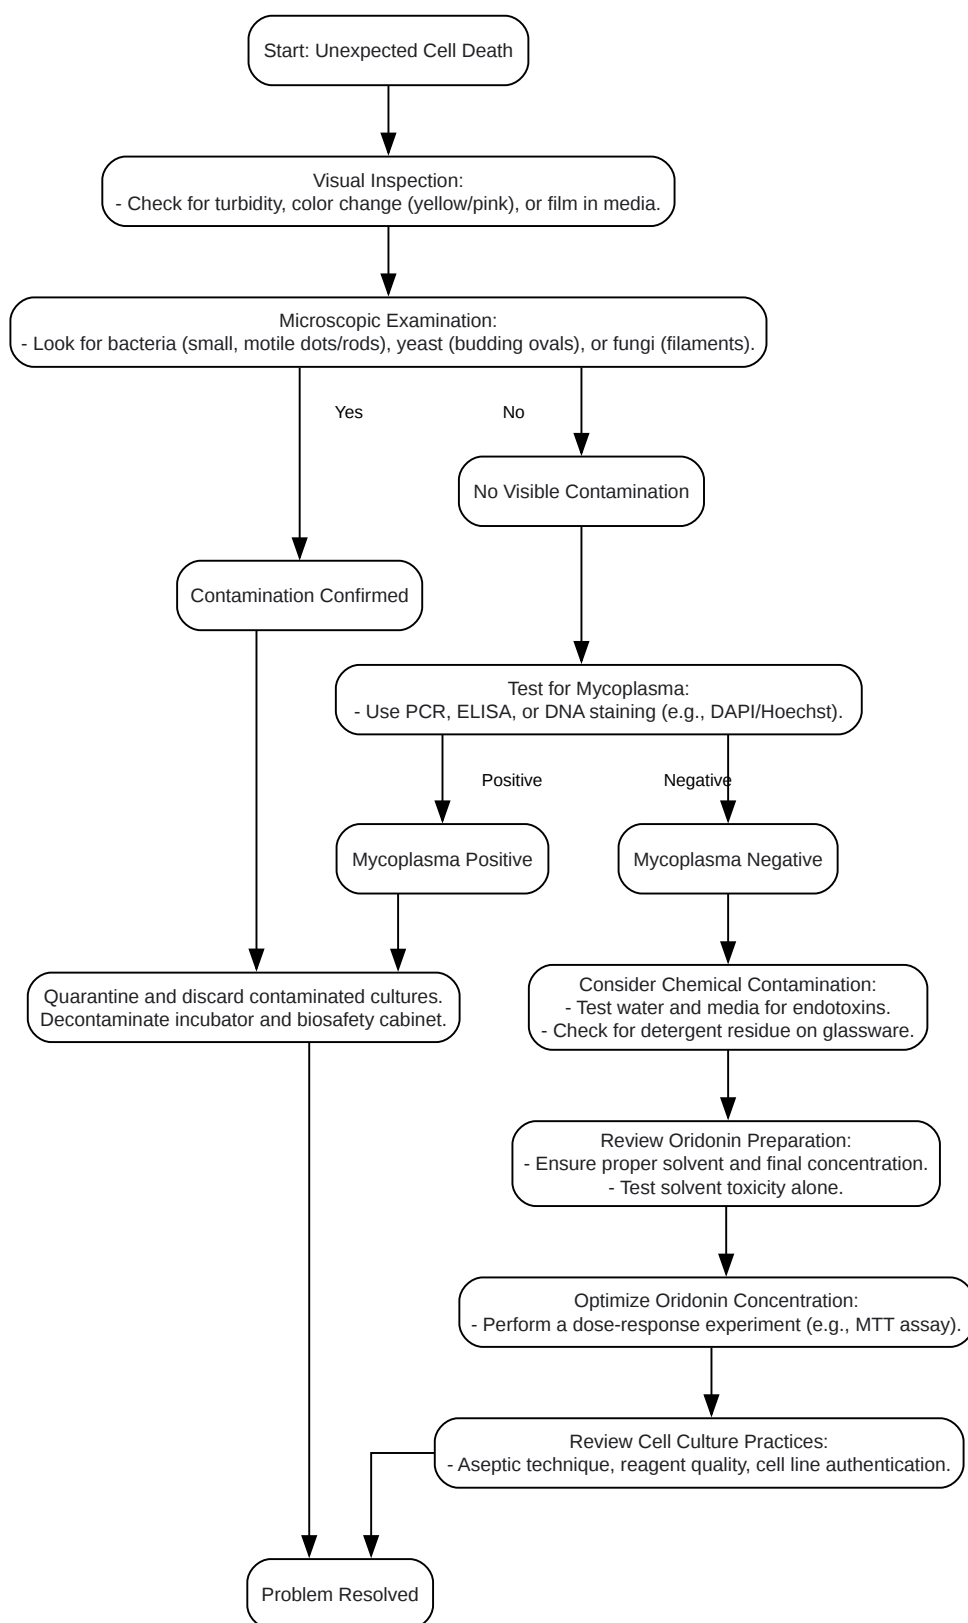 Start: Unexpected Cell Death
Visual Inspection:
- Check for turbidity, color change (yellow/pink), or film in media.
Microscopic Examination:
- Look for bacteria (small, motile dots/rods), yeast (budding ovals), or fungi (filaments).
Yes
No
No Visible Contamination
Contamination Confirmed
Test for Mycoplasma:
- Use PCR, ELISA, or DNA staining (e.g., DAPI/Hoechst).
Positive
Negative
Mycoplasma Positive
Mycoplasma Negative
Quarantine and discard contaminated cultures.
Decontaminate incubator and biosafety cabinet.
Consider Chemical Contamination:
- Test water and media for endotoxins.
- Check for detergent residue on glassware.
Review Oridonin Preparation:
- Ensure proper solvent and final concentration.
- Test solvent toxicity alone.
Optimize Oridonin Concentration:
- Perform a dose-response experiment (e.g., MTT assay).
Review Cell Culture Practices:
- Aseptic technique, reagent quality, cell line authentication.
Problem Resolved